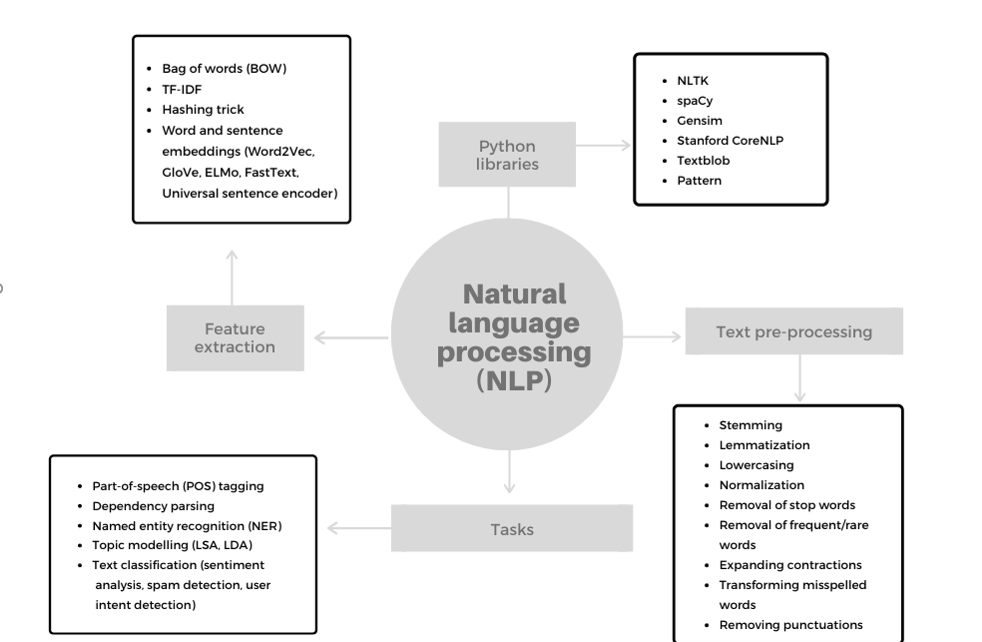 • Bag of words (BOW)
• TF-IDF
• Hashing trick
• Word and sentence
embeddings (Word2Vec,
GloVe, ELMo, FastText,
Universal sentence encoder)
Python
libraries
• NLTK
• spaCy
• Gensim
• Stanford CoreNLP
• Textblob
• Pattern
Natural
language
processing
(NLP)
Feature
extraction
Text pre-processing
• Stemming
• Lemmatization
• Lowercasing
• Normalization
• Removal of stop words
• Removal of frequent/rare
words
• Expanding contractions
• Transforming misspelled
words
• Removing punctuations
Tasks
• Part-of-speech (POS) tagging
• Dependency parsing
• Named entity recognition (NER)
• Topic modelling (LSA, LDA)
• Text classification (sentiment
analysis, spam detection, user
intent detection)